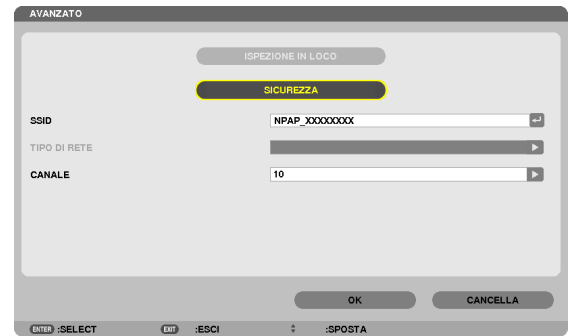 AVANZATO
ISPEZIONE IN LOCO
SICUREZZA
SSID NPAP_XXXXXXXX
TIPO DI RETE
CANALE 10
OK CANCELLA
ENTER :SELECT EXIT :ESCI :SPOSTA